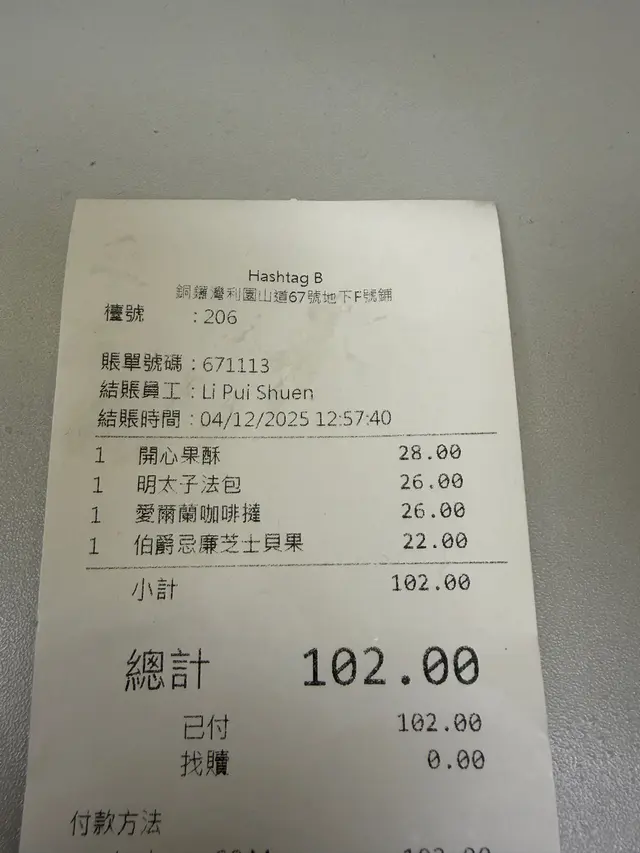 Hashtag B
銅鑼灣利園山道67號地下F號鋪
檯號 : 206
賬單號碼 : 671113
結賬員工 : Li Pui Shuen
結賬時間 : 04/12/2025 12:57:40
1 開心果酥 28.00
1 明太子法包 26.00
1 愛爾蘭咖啡撻 26.00
1 伯爵忌廉芝士貝果 22.00
小計 102.00
總計 102.00
已付 102.00
找贖 0.00
付款方法
102.00